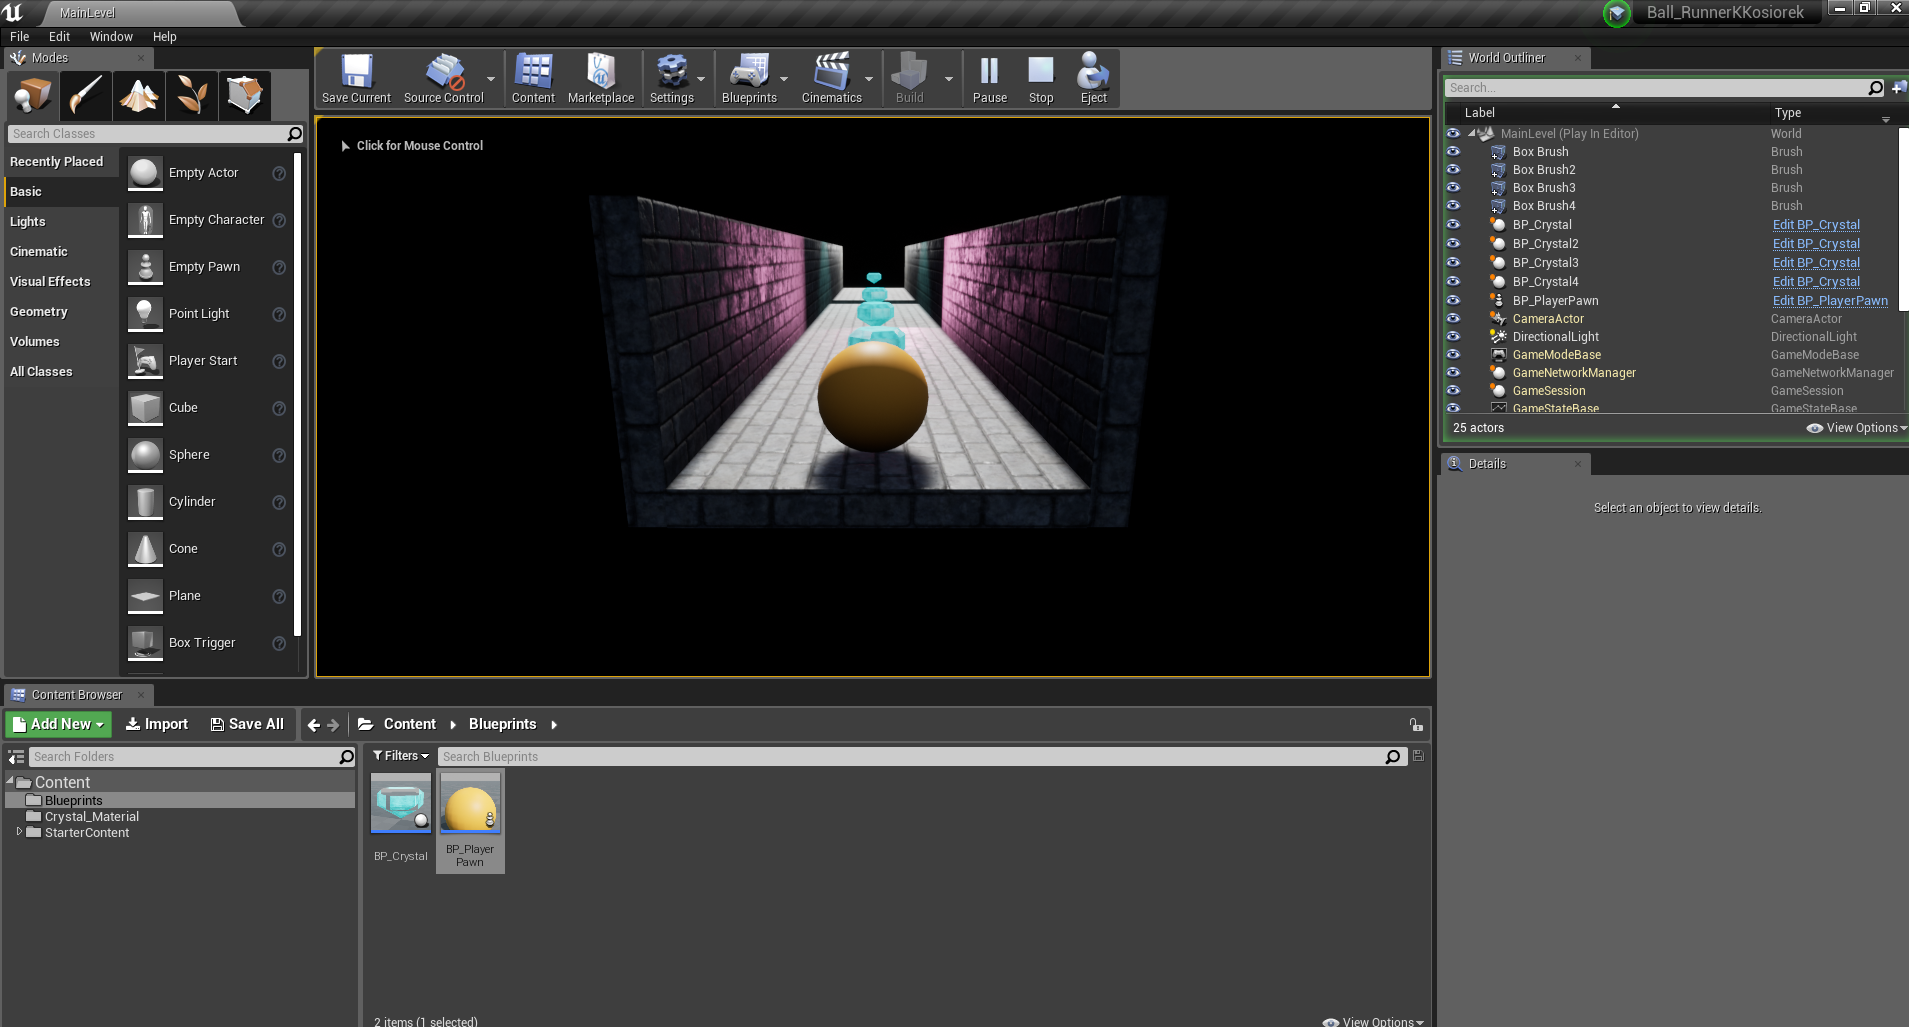 MainLevel
Ball_RunnerKKosiorek
File Edit Window Help
Modes
Search Classes
Recently Placed
Basic
Lights
Cinematic
Visual Effects
Geometry
Volumes
All Classes
Empty Actor
Empty Character
Empty Pawn
Point Light
Player Start
Cube
Sphere
Cylinder
Cone
Plane
Box Trigger
Save Current Source Control Content Marketplace Settings Blueprints Cinematics Build Pause Stop Eject
Click for Mouse Control
World Outliner
Search...
Label Type
MainLevel (Play In Editor) World
Box Brush Brush
Box Brush2 Brush
Box Brush3 Brush
Box Brush4 Brush
BP_Crystal Edit BP_Crystal
BP_Crystal2 Edit BP_Crystal
BP_Crystal3 Edit BP_Crystal
BP_Crystal4 Edit BP_Crystal
BP_PlayerPawn Edit BP_PlayerPawn
CameraActor CameraActor
DirectionalLight DirectionalLight
GameModeBase GameModeBase
GameNetworkManager GameNetworkManager
GameSession GameSession
GameStateBase GameStateBase
25 actors View Options
Details
Select an object to view details.
Content Browser
Add New Import Save All Content Blueprints
Search Folders
Content
Blueprints
Crystal_Material
StarterContent
Filters Search Blueprints
BP_Crystal
BP_Player
Pawn
2 items (1 selected) View Options